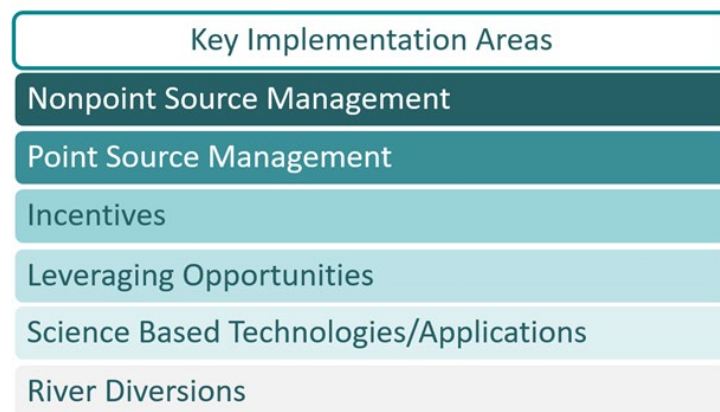 Key Implementation Areas
Nonpoint Source Management
Point Source Management
Incentives
Leveraging Opportunities
Science Based Technologies/Applications
River Diversions